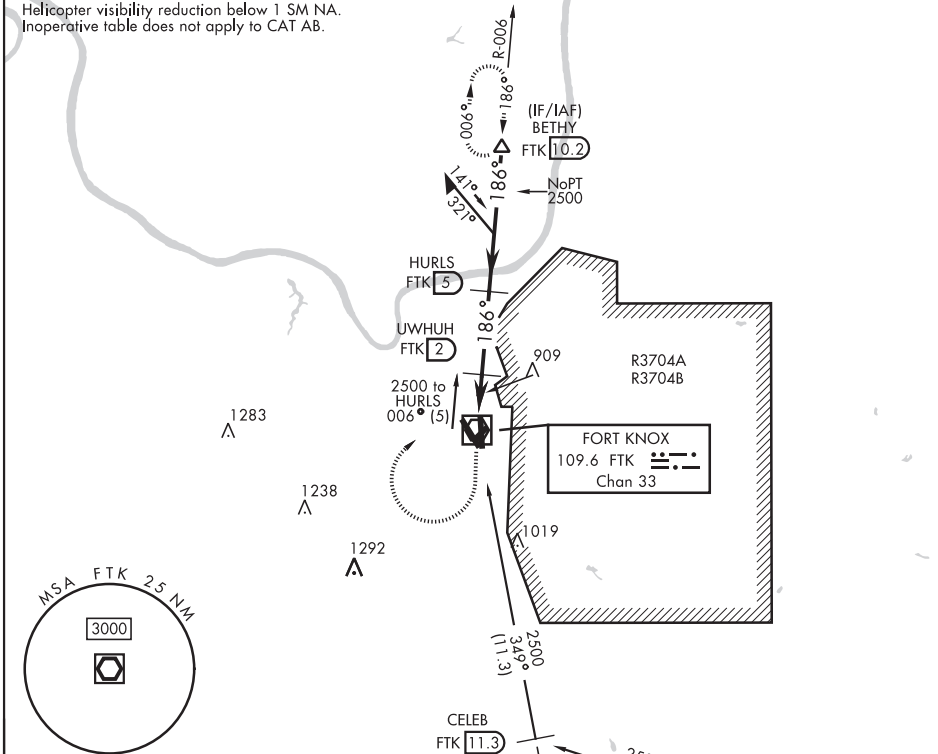 Helicopter visibility reduction below 1 SM NA.
Inoperative table does not apply to CAT AB.
R-006
006°
186°
(IF/IAF)
BETHY
FTK 10.2
186°
NoPT
2500
141°
321°
HURLS
FTK 5
186°
UWHUH
FTK 2
909
R3704A
R3704B
2500 to
HURLS
006° (5)
1283
FORT KNOX
109.6 FTK
Chan 33
1238
1019
1292
MSA FTK 25 NM
3000
2500
349°
(11.3)
CELEB
FTK 11.3